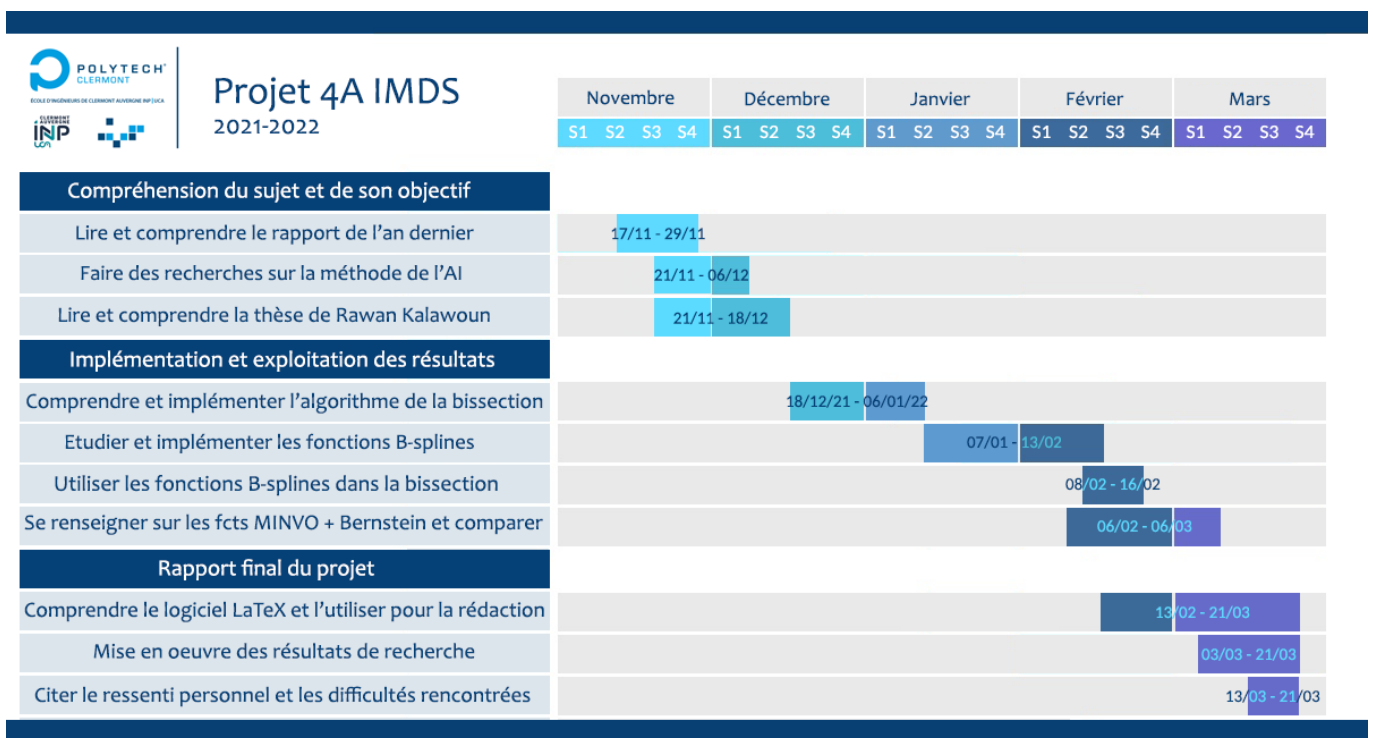 POLYTECH'
CLERMONT
ÉCOLE D'INGÉNIEURS DE CLERMONT AUVERGNE INP | UCA
CLERMONT
AUVERGNE
INP
UCA
Projet 4A IMDS
2021-2022
Novembre Décembre Janvier Février Mars
S1 S2 S3 S4 S1 S2 S3 S4 S1 S2 S3 S4 S1 S2 S3 S4 S1 S2 S3 S4
Compréhension du sujet et de son objectif
Lire et comprendre le rapport de l'an dernier 17/11 - 29/11
Faire des recherches sur la méthode de l'AI 21/11 - 06/12
Lire et comprendre la thèse de Rawan Kalawoun 21/11 - 18/12
Implémentation et exploitation des résultats
Comprendre et implémenter l'algorithme de la bissection 18/12/21 - 06/01/22
Etudier et implémenter les fonctions B-splines 07/01 - 13/02
Utiliser les fonctions B-splines dans la bissection 08/02 - 16/02
Se renseigner sur les fcts MINVO + Bernstein et comparer 06/02 - 06/03
Rapport final du projet
Comprendre le logiciel LaTeX et l'utiliser pour la rédaction 13/02 - 21/03
Mise en oeuvre des résultats de recherche 03/03 - 21/03
Citer le ressenti personnel et les difficultés rencontrées 13/03 - 21/03